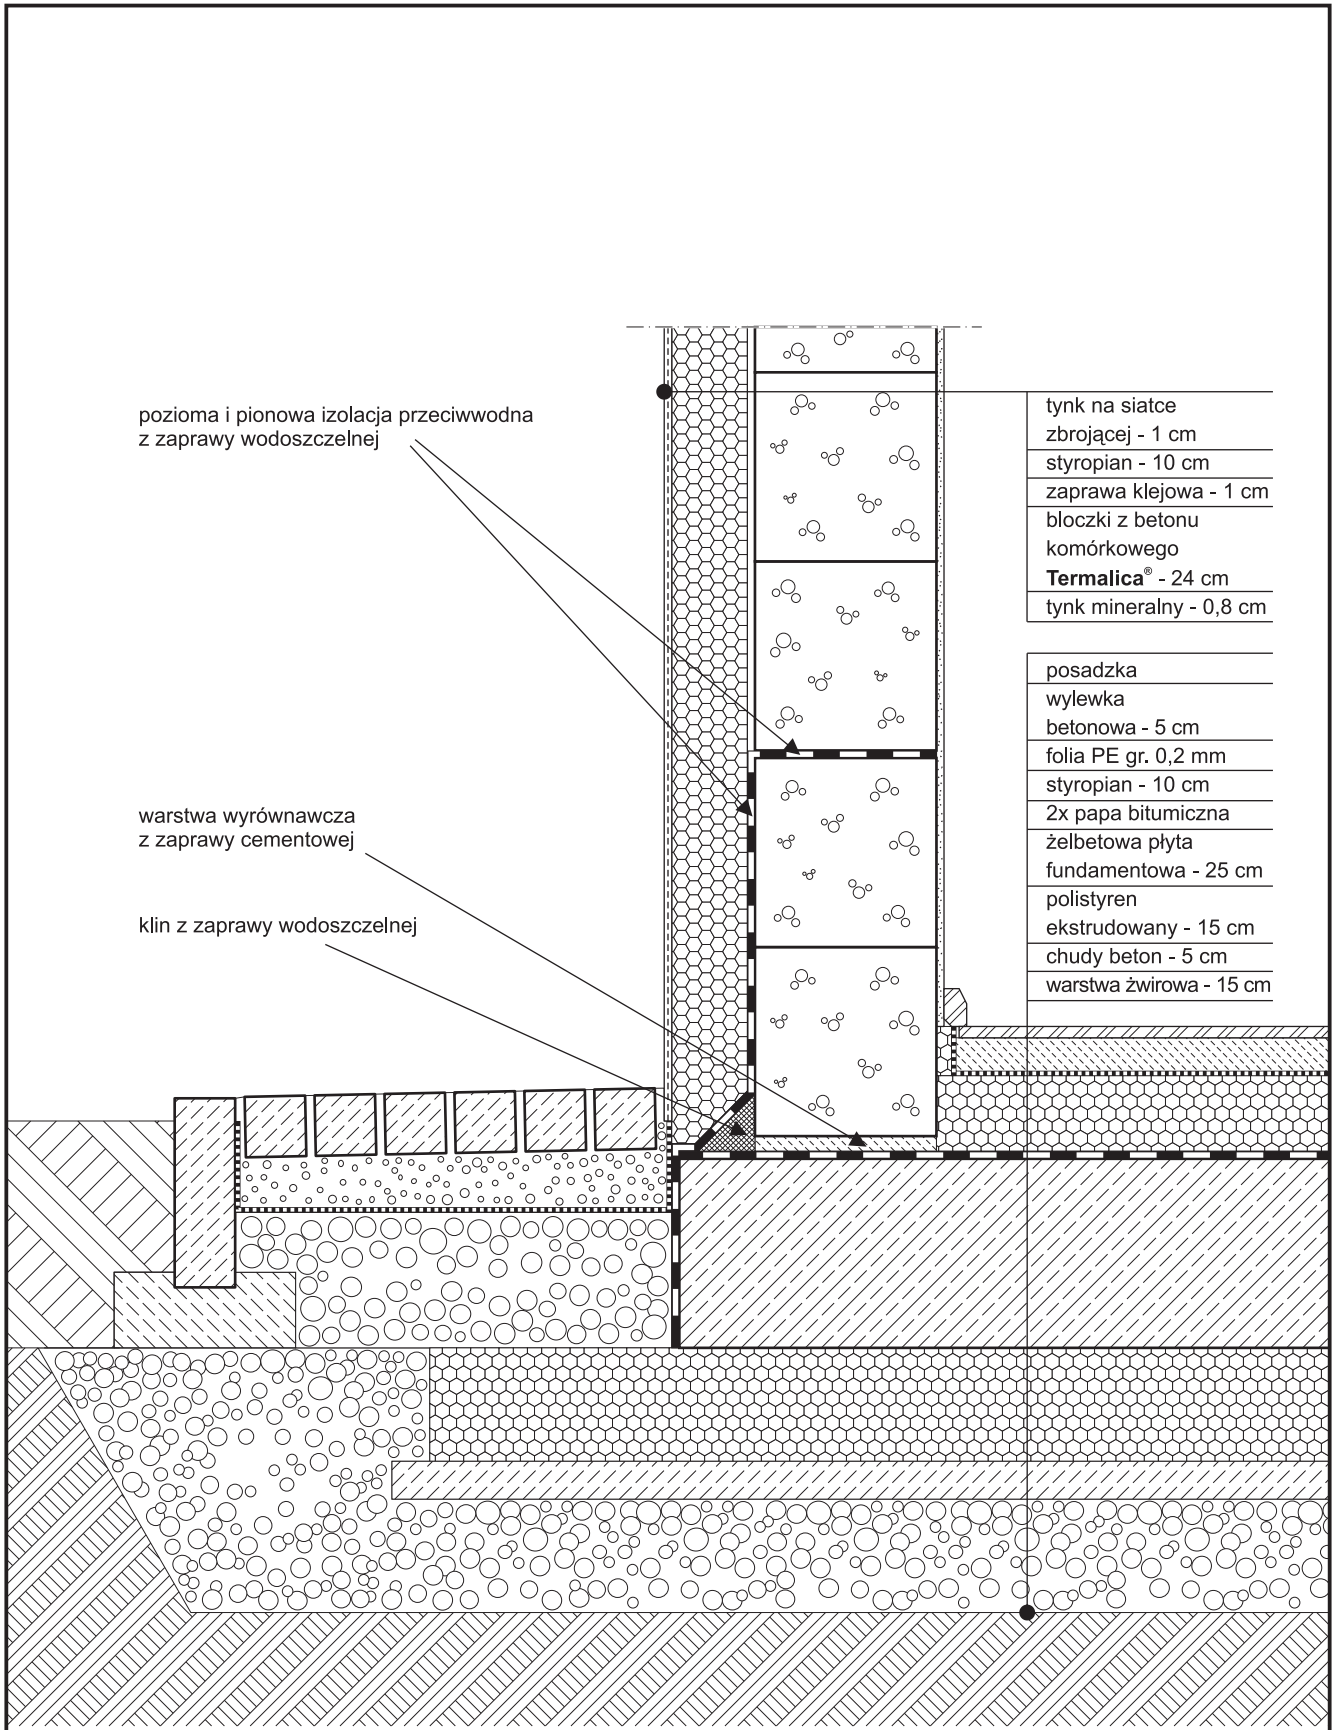 pozioma i pionowa izolacja przeciwwodna
z zaprawy wodoszczelnej
warstwa wyrównawcza
z zaprawy cementowej
klin z zaprawy wodoszczelnej
tynk na siatce
zbrojącej - 1 cm
styropian - 10 cm
zaprawa klejowa - 1 cm
bloczki z betonu
komórkowego
Termalica® - 24 cm
tynk mineralny - 0,8 cm
posadzka
wylewka
betonowa - 5 cm
folia PE gr. 0,2 mm
styropian - 10 cm
2x papa bitumiczna
żelbetowa płyta
fundamentowa - 25 cm
polistyren
ekstrudowany - 15 cm
chudy beton - 5 cm
warstwa żwirowa - 15 cm